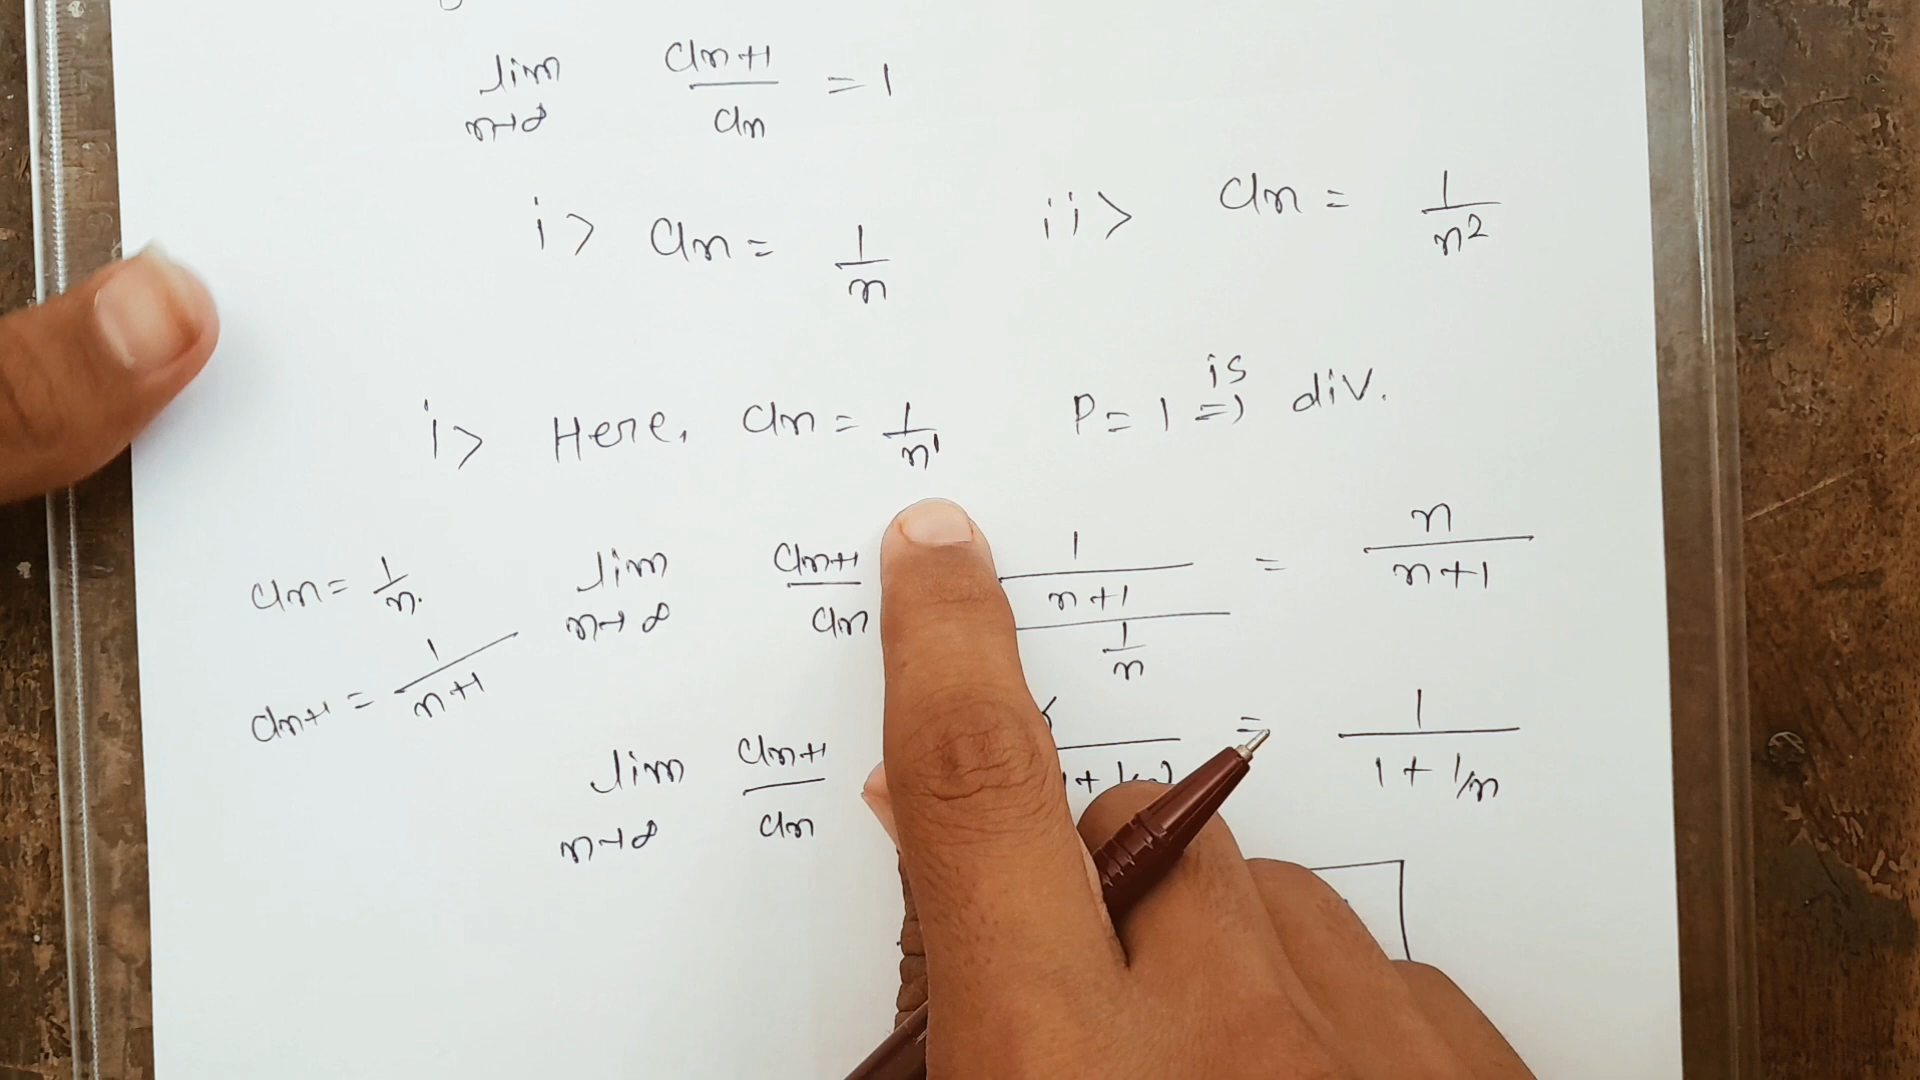 lim n→∞ an+1/an = 1
i> an = 1/n ii> an = 1/n²
i> Here, an = 1/n¹ P = 1 is => div.
an = 1/n. lim n→∞ an+1/an 1/n+1 / 1/n = n/n+1
an+1 = 1/n+1
lim n→∞ an+1/an = 1/1+1/n